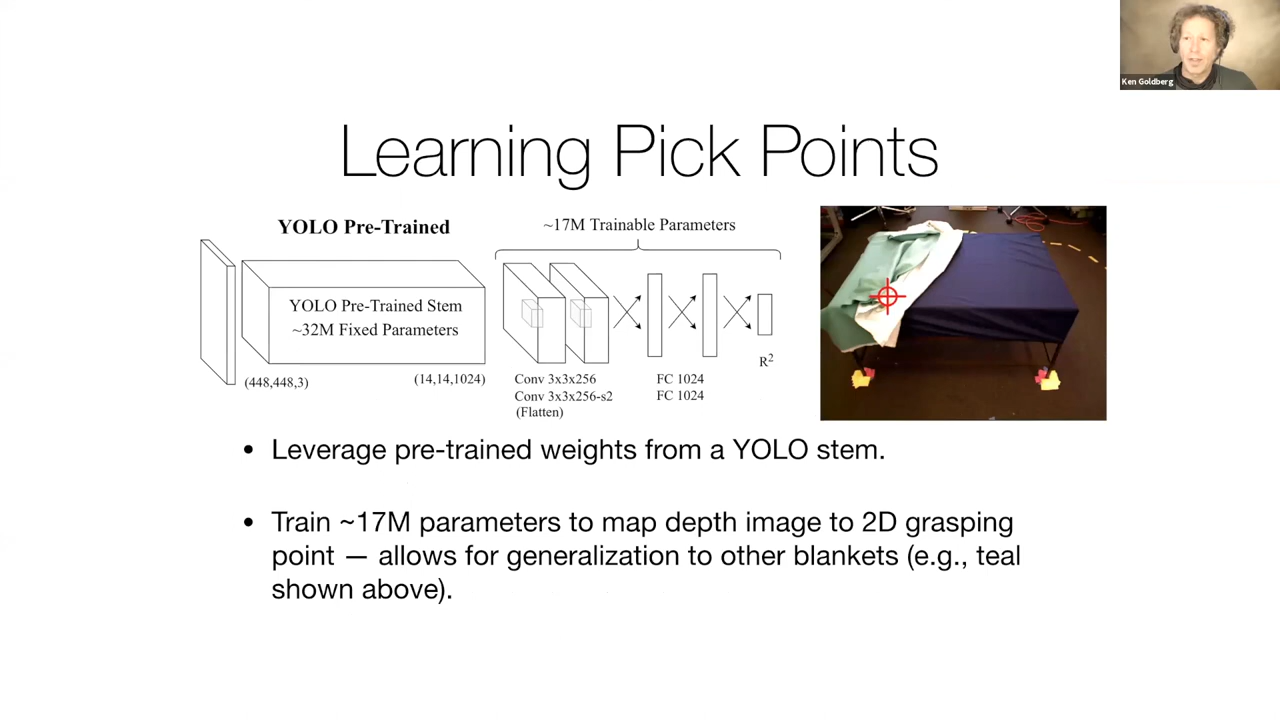 Ken Goldberg
Learning Pick Points
YOLO Pre-Trained
~17M Trainable Parameters
YOLO Pre-Trained Stem
~32M Fixed Parameters
(448,448,3)
(14,14,1024)
Conv 3x3x256
Conv 3x3x256-s2
(Flatten)
FC 1024
FC 1024
R²
• Leverage pre-trained weights from a YOLO stem.
• Train ~17M parameters to map depth image to 2D grasping
point — allows for generalization to other blankets (e.g., teal
shown above).